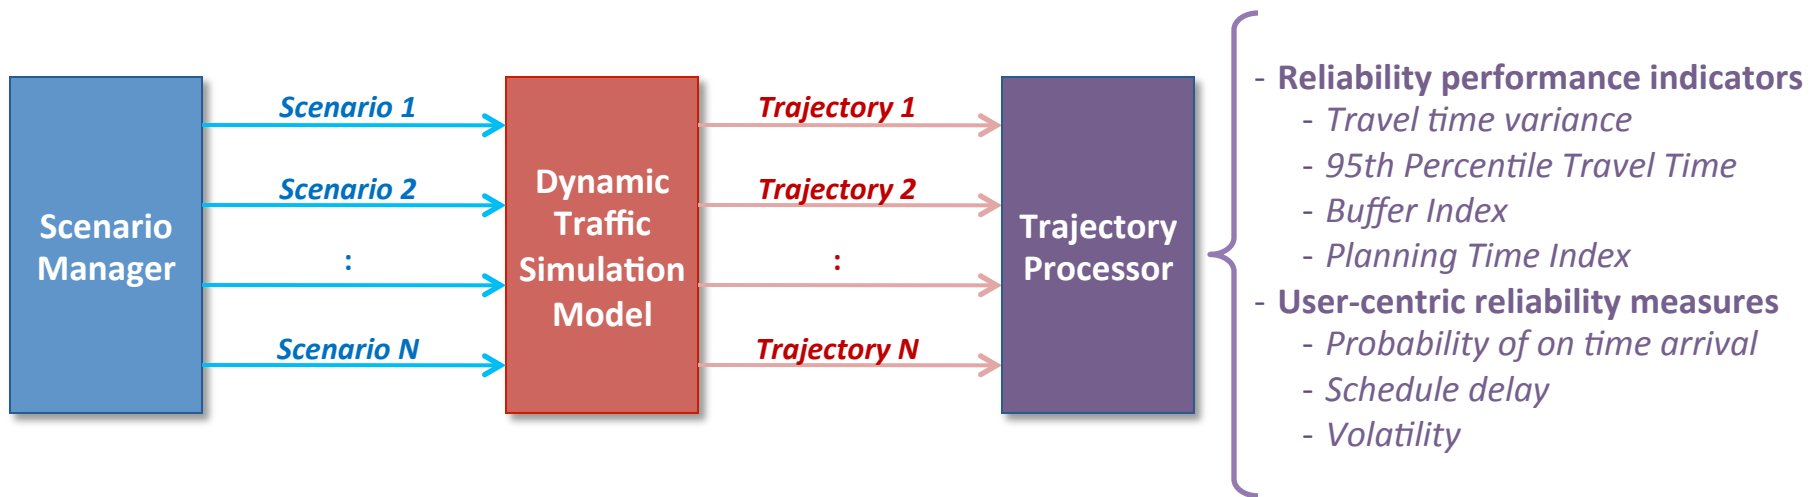 Scenario
Manager
Scenario 1
Scenario 2
:
Scenario N
Dynamic
Traffic
Simulation
Model
Trajectory 1
Trajectory 2
:
Trajectory N
Trajectory
Processor
- Reliability performance indicators
- Travel time variance
- 95th Percentile Travel Time
- Buffer Index
- Planning Time Index
- User-centric reliability measures
- Probability of on time arrival
- Schedule delay
- Volatility